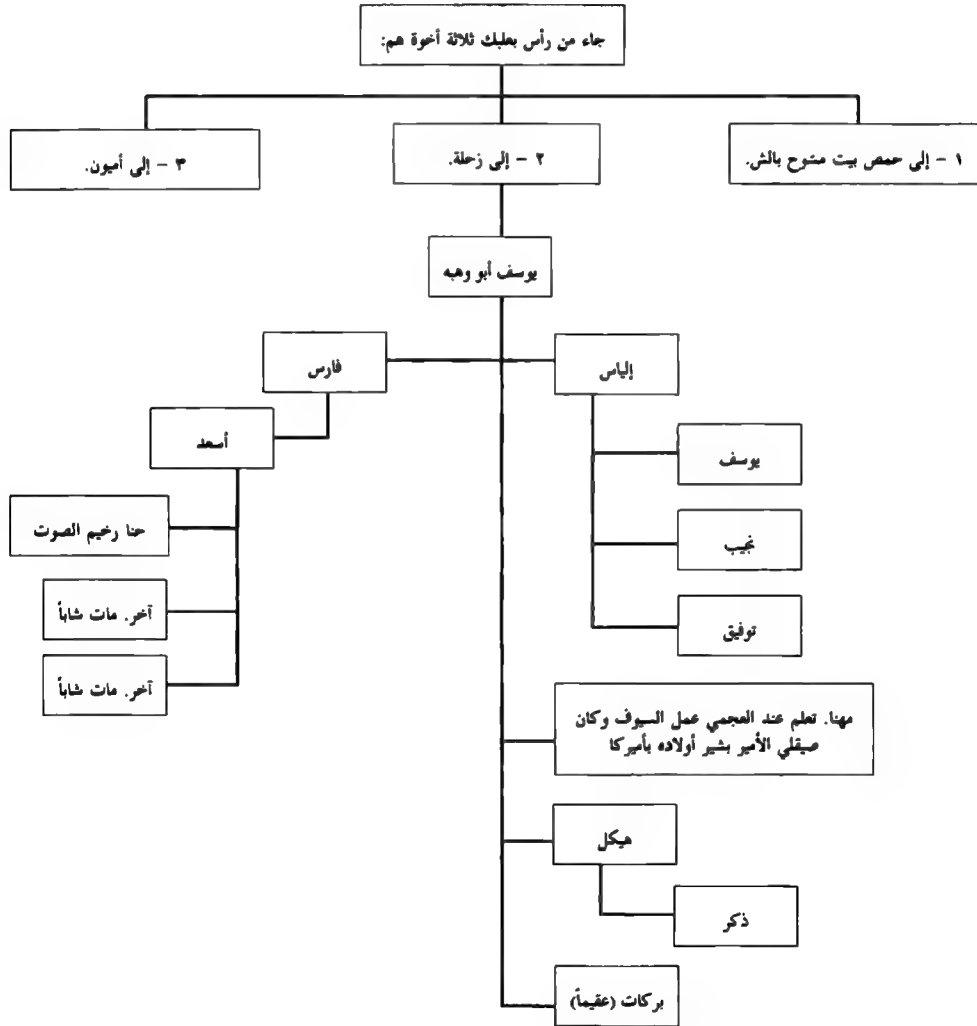 جاء من رأس بعلبك ثلاثة أخوة هم:
١ – إلى حمص بيت مسوح بالش.
٢ – إلى زحلة.
٣ – إلى أميون.
يوسف أبو وهبه
إلياس
فارس
أسعد
يوسف
حنا رخيم الصوت
نجيب
آخر. مات شاباً
توفيق
آخر. مات شاباً
مهنا. تعلم عند العجمي عمل السيوف وكان
صيقلي الأمير بشير أولاده بأميركا
هيكل
ذكر
بركات (عقيماً)